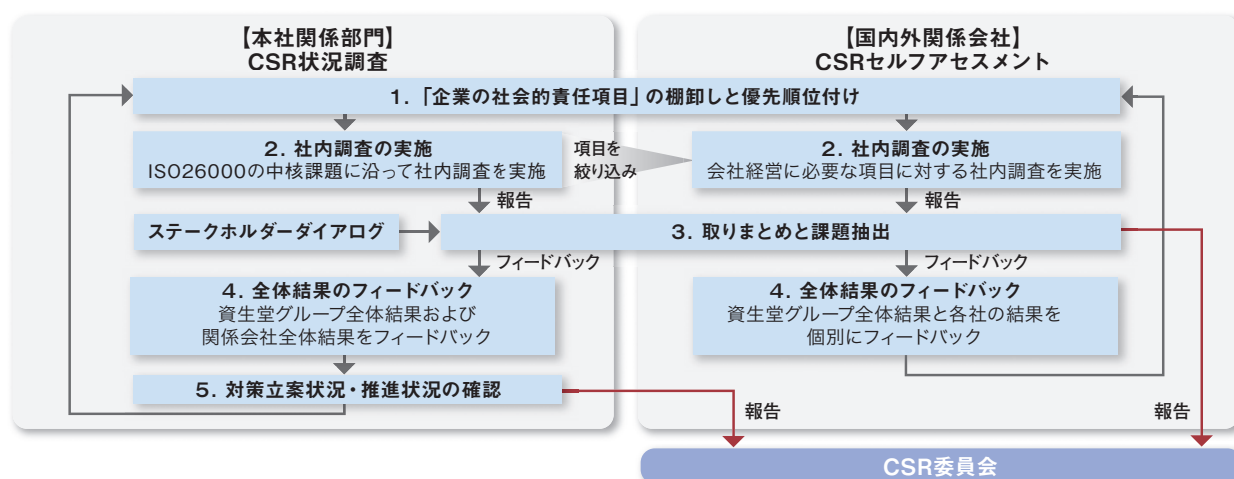 【本社関係部門】
CSR状況調査
【国内外関係会社】
CSRセルフアセスメント
1.「企業の社会的責任項目」の棚卸しと優先順位付け
2. 社内調査の実施
ISO26000の中核課題に沿って社内調査を実施
項目を
絞り込み
2. 社内調査の実施
会社経営に必要な項目に対する社内調査を実施
報告
報告
ステークホルダーダイアログ
3. 取りまとめと課題抽出
フィードバック
フィードバック
4. 全体結果のフィードバック
資生堂グループ全体結果および
関係会社全体結果をフィードバック
4. 全体結果のフィードバック
資生堂グループ全体結果と各社の結果を
個別にフィードバック
5. 対策立案状況・推進状況の確認
報告
報告
CSR委員会